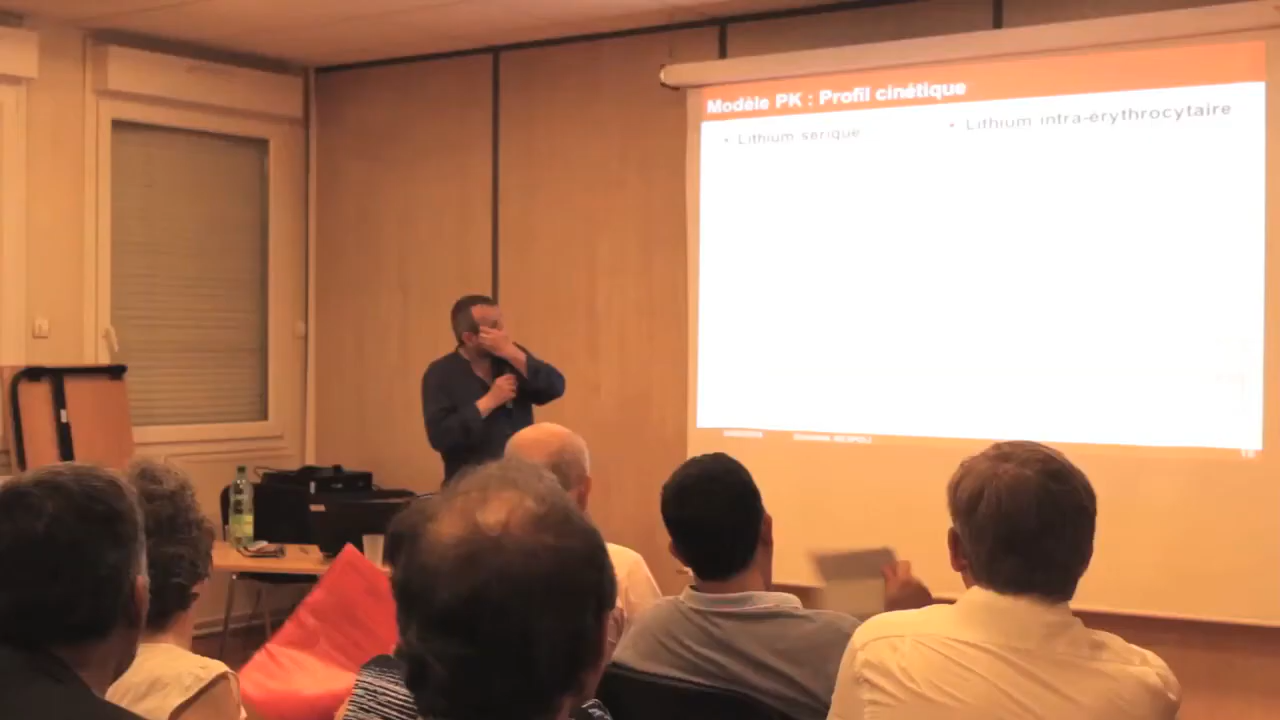 Modèle PK : Profil cinétique
• Lithium sérique
• Lithium intra-érythrocytaire